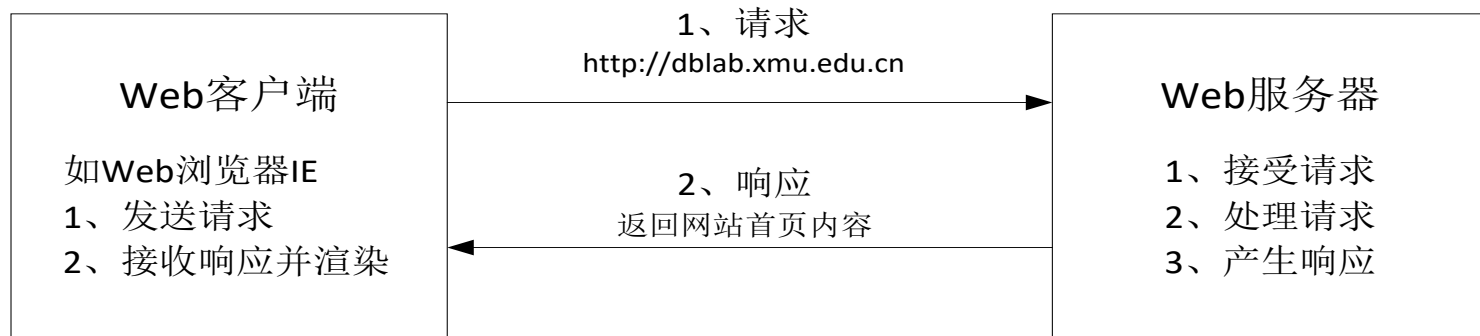 Web客户端
如Web浏览器IE
1、发送请求
2、接收响应并渲染
1、请求
http://dblab.xmu.edu.cn
2、响应
返回网站首页内容
Web服务器
1、接受请求
2、处理请求
3、产生响应